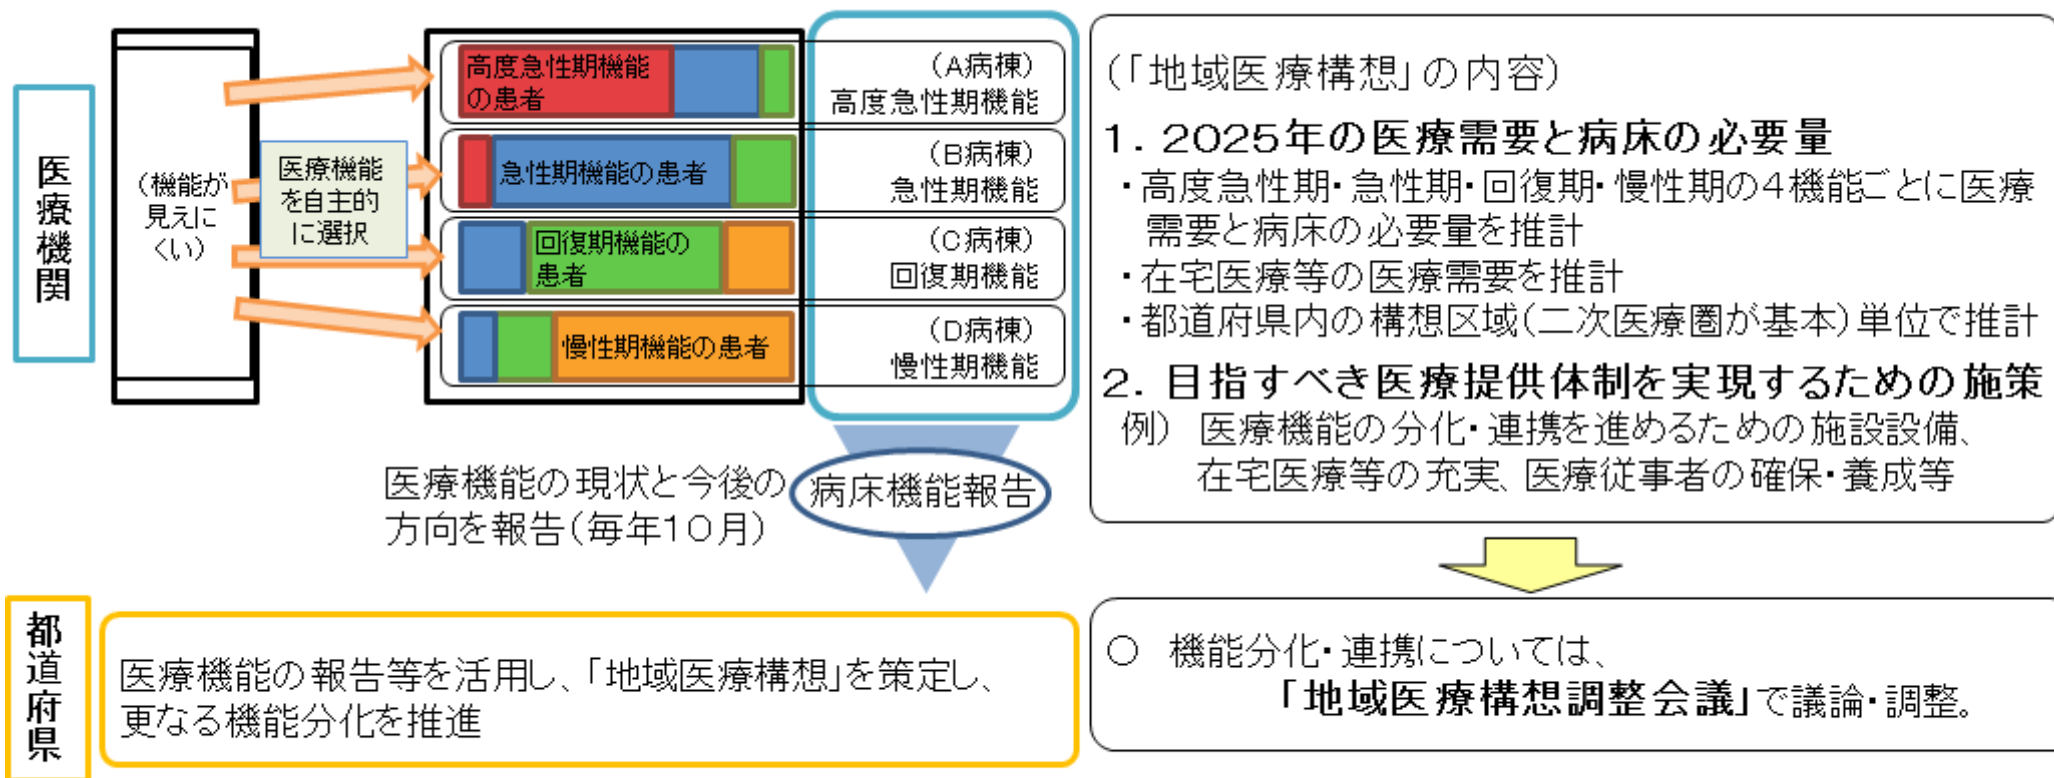 医療機関
(機能が
見えに
くい)
医療機能
を自主的
に選択
高度急性期機能
の患者
(A病棟)
高度急性期機能
急性期機能の患者
(B病棟)
急性期機能
回復期機能の
患者
(C病棟)
回復期機能
慢性期機能の患者
(D病棟)
慢性期機能
医療機能の現状と今後の
方向を報告(毎年10月)
病床機能報告
都道府県
医療機能の報告等を活用し、「地域医療構想」を策定し、
更なる機能分化を推進
(「地域医療構想」の内容)
1.2025年の医療需要と病床の必要量
・高度急性期・急性期・回復期・慢性期の4機能ごとに医療
需要と病床の必要量を推計
・在宅医療等の医療需要を推計
・都道府県内の構想区域(二次医療圏が基本)単位で推計
2.目指すべき医療提供体制を実現するための施策
例) 医療機能の分化・連携を進めるための施設設備、
在宅医療等の充実、医療従事者の確保・養成等
○ 機能分化・連携については、
「地域医療構想調整会議」で議論・調整。